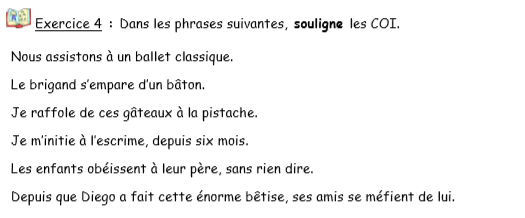 Exercice 4 : Dans les phrases suivantes, souligne les COI.
Nous assistons à un ballet classique.
Le brigand s'empare d'un bâton.
Je raffole de ces gâteaux à la pistache.
Je m'initie à l'escrime, depuis six mois.
Les enfants obéissent à leur père, sans rien dire.
Depuis que Diego a fait cette énorme bêtise, ses amis se méfient de lui.